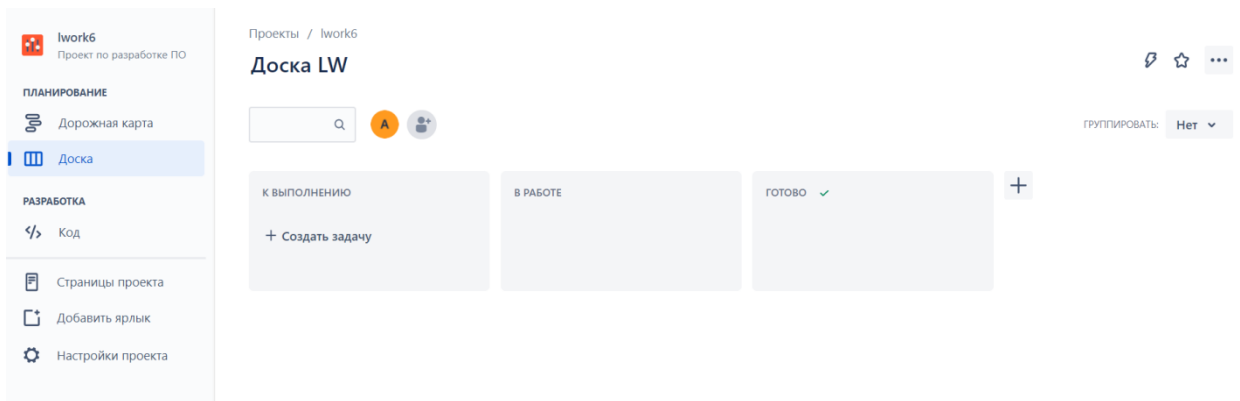 lwork6
Проект по разработке ПО
ПЛАНИРОВАНИЕ
Дорожная карта
Доска
РАЗРАБОТКА
Код
Страницы проекта
Добавить ярлык
Настройки проекта
Проекты / lwork6
Доска LW
A
ГРУППИРОВАТЬ: Нет
К ВЫПОЛНЕНИЮ
+ Создать задачу
В РАБОТЕ
ГОТОВО